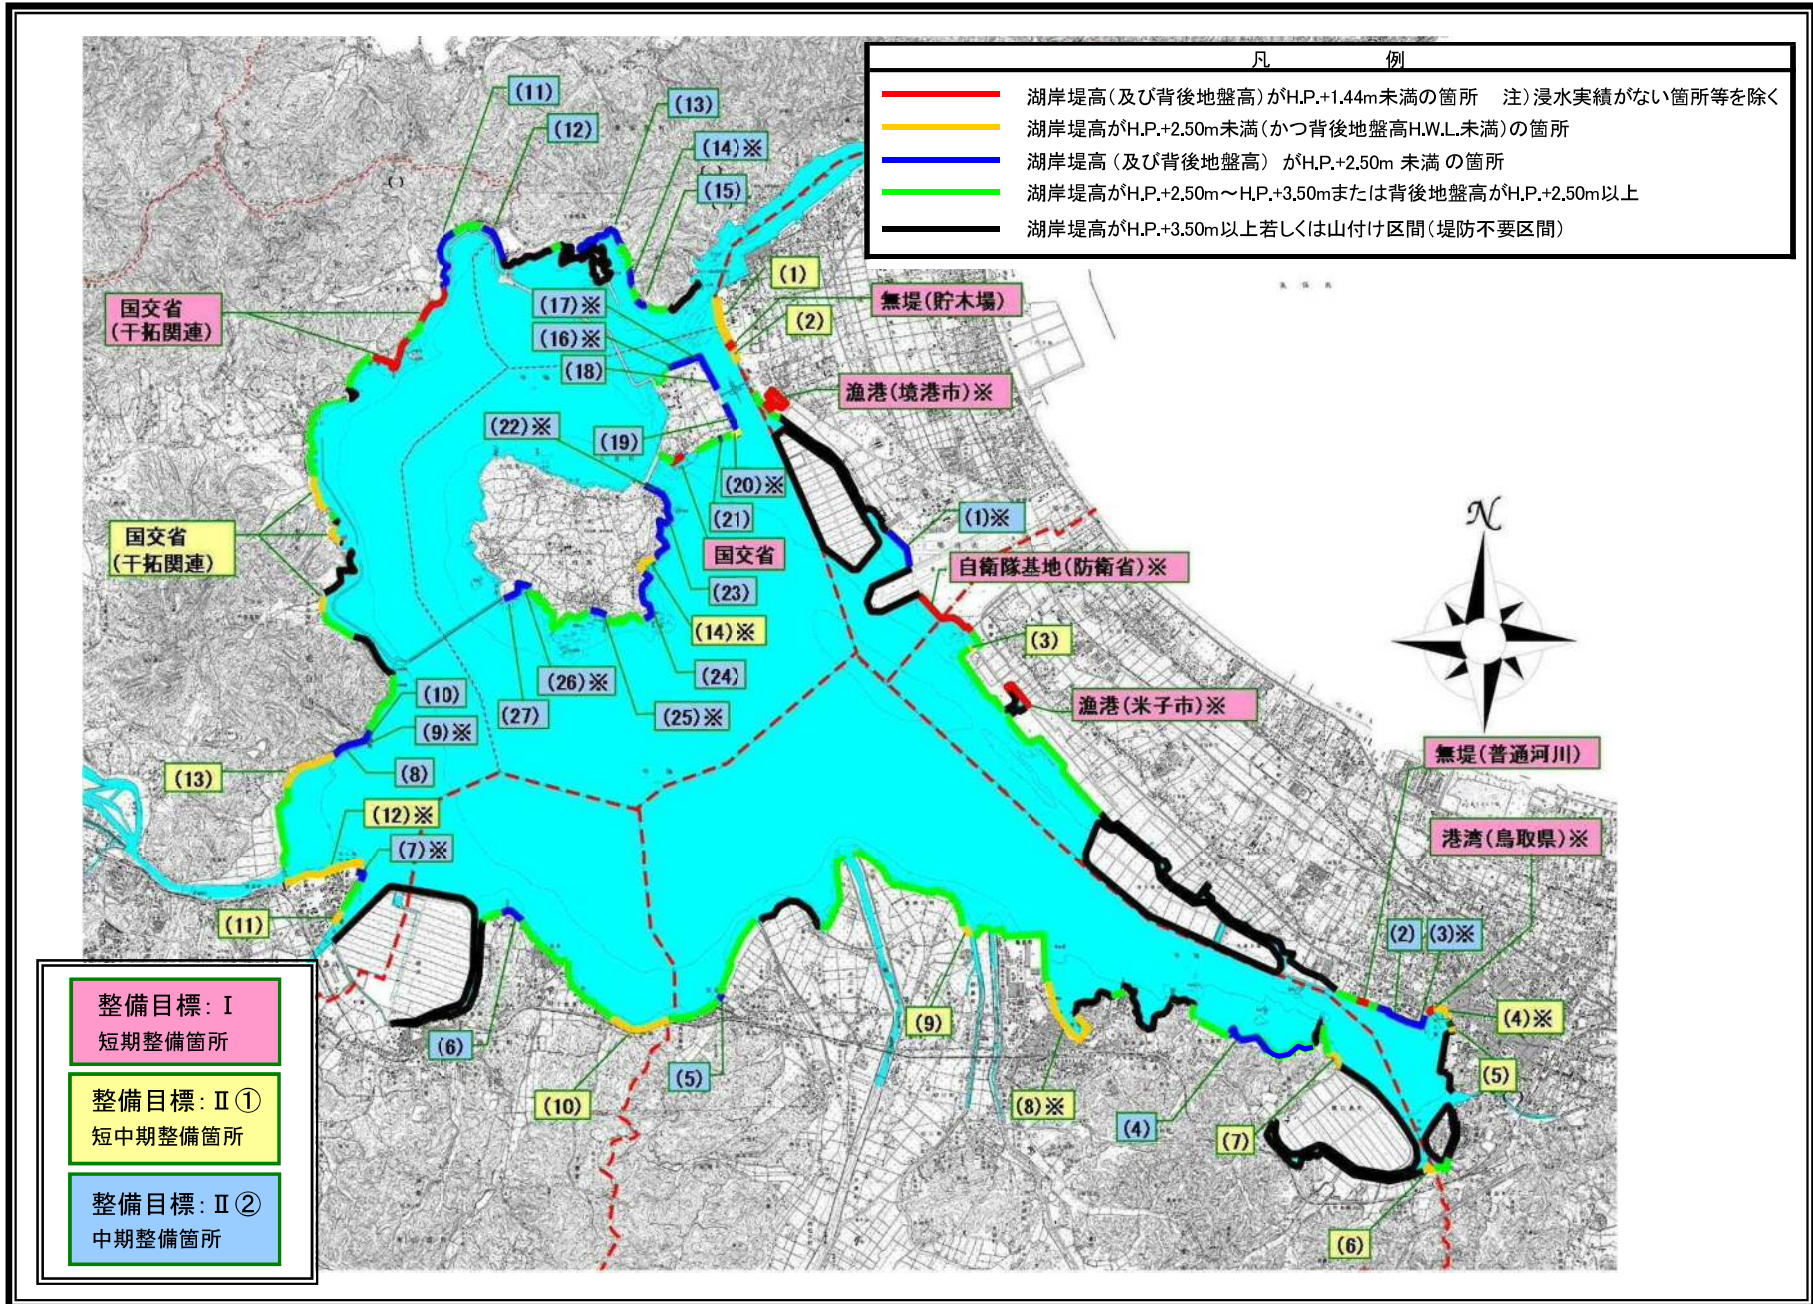 凡 例
湖岸堤高(及び背後地盤高)がH.P.+1.44m未満の箇所 注)浸水実績がない箇所等を除く
湖岸堤高がH.P.+2.50m未満(かつ背後地盤高H.W.L.未満)の箇所
湖岸堤高(及び背後地盤高) がH.P.+2.50m 未満 の箇所
湖岸堤高がH.P.+2.50m～H.P.+3.50mまたは背後地盤高がH.P.+2.50m以上
湖岸堤高がH.P.+3.50m以上若しくは山付け区間(堤防不要区間)
(11)
(12)
(13)
(14)※
(15)
(1)
無堤(貯木場)
(2)
国交省
(干拓関連)
(17)※
(16)※
(18)
漁港(境港市)※
(22)※
(19)
(20)※
(21)
(1)※
国交省
(干拓関連)
国交省
自衛隊基地(防衛省)※
(23)
(14)※
(3)
(24)
(26)※
(27)
(25)※
(10)
(9)※
(8)
(13)
漁港(米子市)※
N
無堤(普通河川)
港湾(鳥取県)※
(12)※
(7)※
(11)
(2)
(3)※
(4)※
(9)
(5)
(6)
(5)
(10)
(8)※
(4)
(7)
(6)
整備目標:Ⅰ
短期整備箇所
整備目標:Ⅱ①
短中期整備箇所
整備目標:Ⅱ②
中期整備箇所